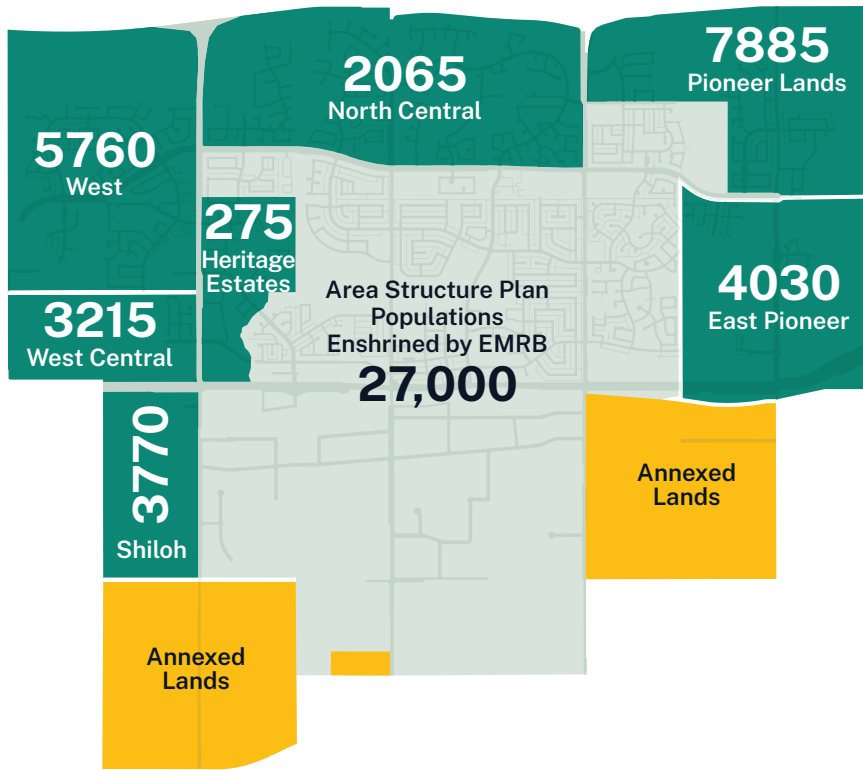 7885
Pioneer Lands
2065
North Central
5760
West
275
Heritage
Estates
Area Structure Plan
Populations
Enshrined by EMRB
27,000
4030
East Pioneer
3215
West Central
3770
Shiloh
Annexed
Lands
Annexed
Lands